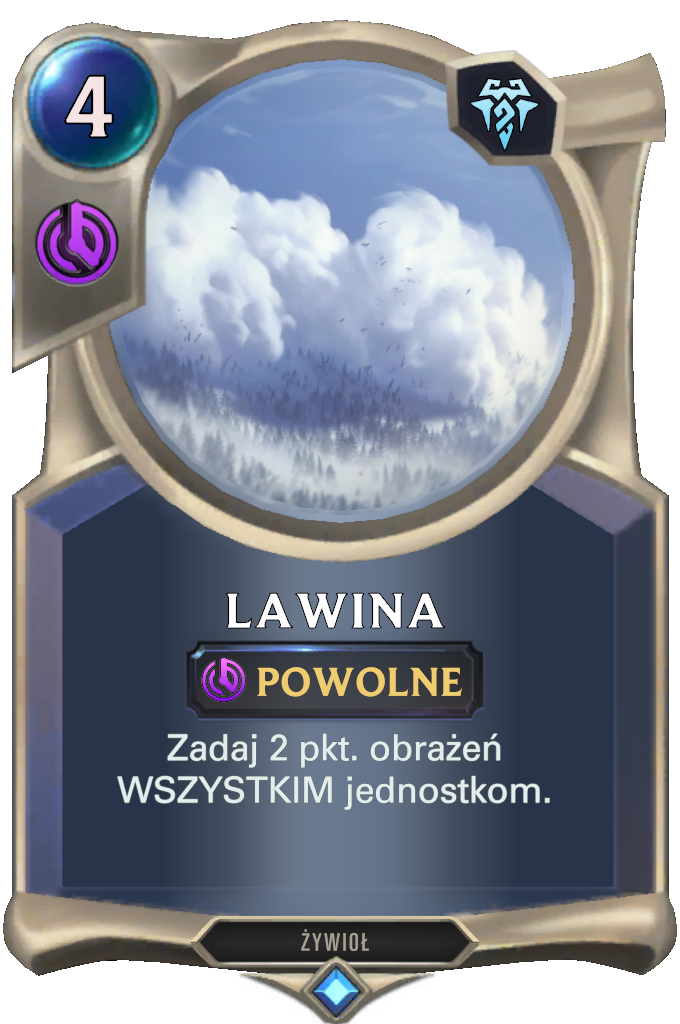 4
LAWINA
POWOLNE
Zadaj 2 pkt. obrażeń
WSZYSTKIM jednostkom.
ŻYWIOŁ